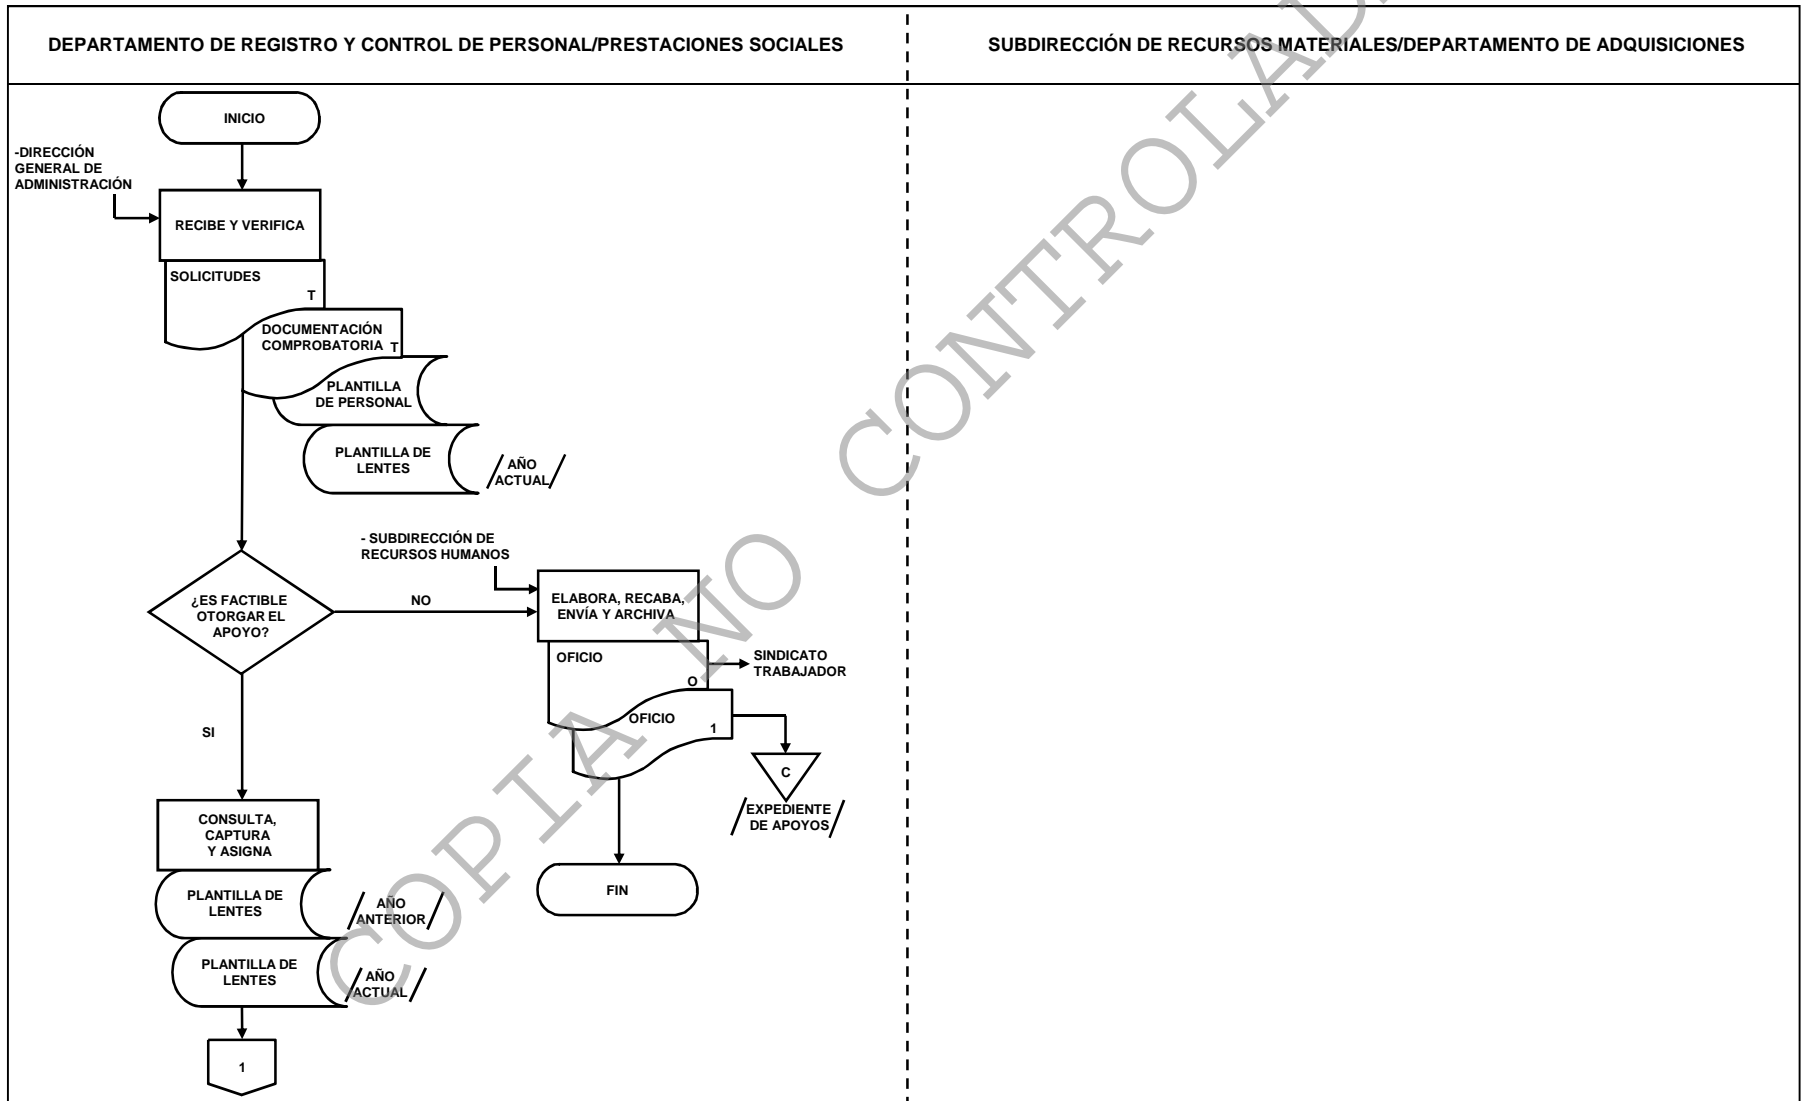 DEPARTAMENTO DE REGISTRO Y CONTROL DE PERSONAL/PRESTACIONES SOCIALES
SUBDIRECCIÓN DE RECURSOS MATERIALES/DEPARTAMENTO DE ADQUISICIONES
INICIO
-DIRECCIÓN
GENERAL DE
ADMINISTRACIÓN
RECIBE Y VERIFICA
SOLICITUDES
T
DOCUMENTACIÓN
COMPROBATORIA T
PLANTILLA
DE PERSONAL
PLANTILLA DE
LENTES
AÑO
ACTUAL
¿ES FACTIBLE
OTORGAR EL
APOYO?
NO
- SUBDIRECCIÓN DE
RECURSOS HUMANOS
ELABORA, RECABA,
ENVÍA Y ARCHIVA
OFICIO
O
SINDICATO
TRABAJADOR
OFICIO
1
C
EXPEDIENTE
DE APOYOS
FIN
SI
CONSULTA,
CAPTURA
Y ASIGNA
PLANTILLA DE
LENTES
AÑO
ANTERIOR
PLANTILLA DE
LENTES
AÑO
ACTUAL
1
COPIA NO CONTROLAD